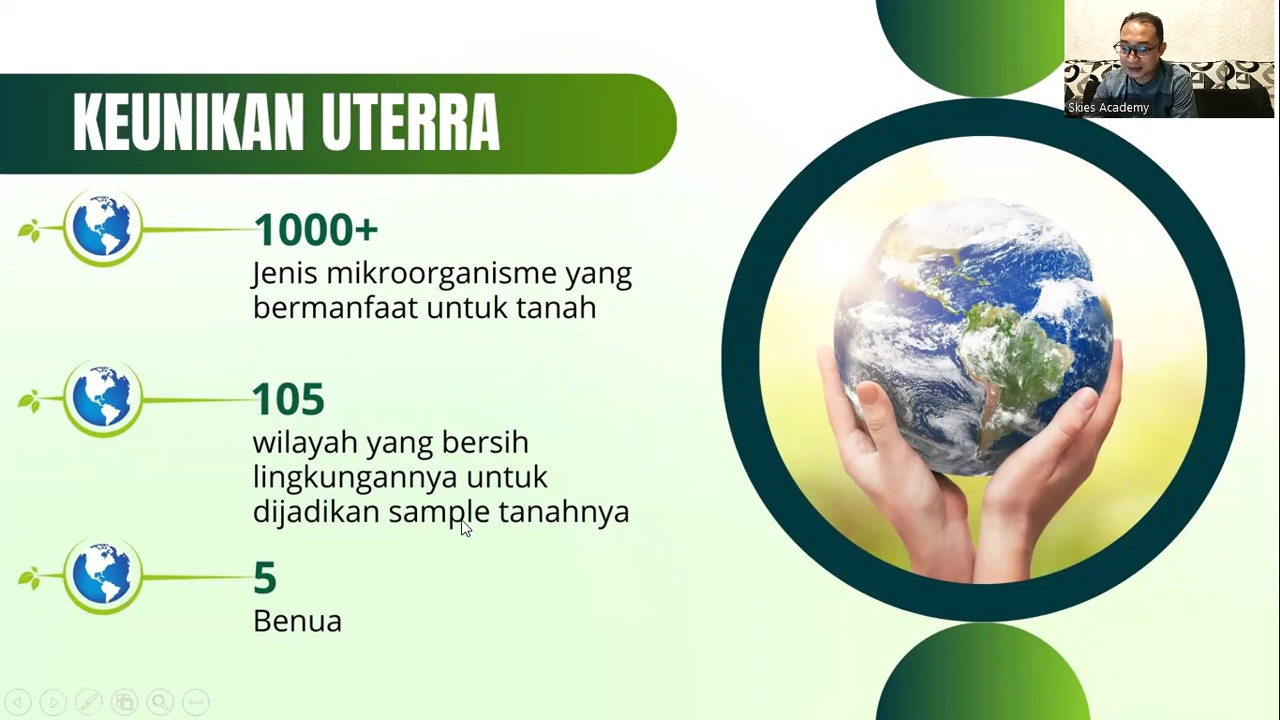 KEUNIKAN UTERRA
1000+
Jenis mikroorganisme yang
bermanfaat untuk tanah
105
wilayah yang bersih
lingkungannya untuk
dijadikan sample tanahnya
5
Benua
Skies Academy